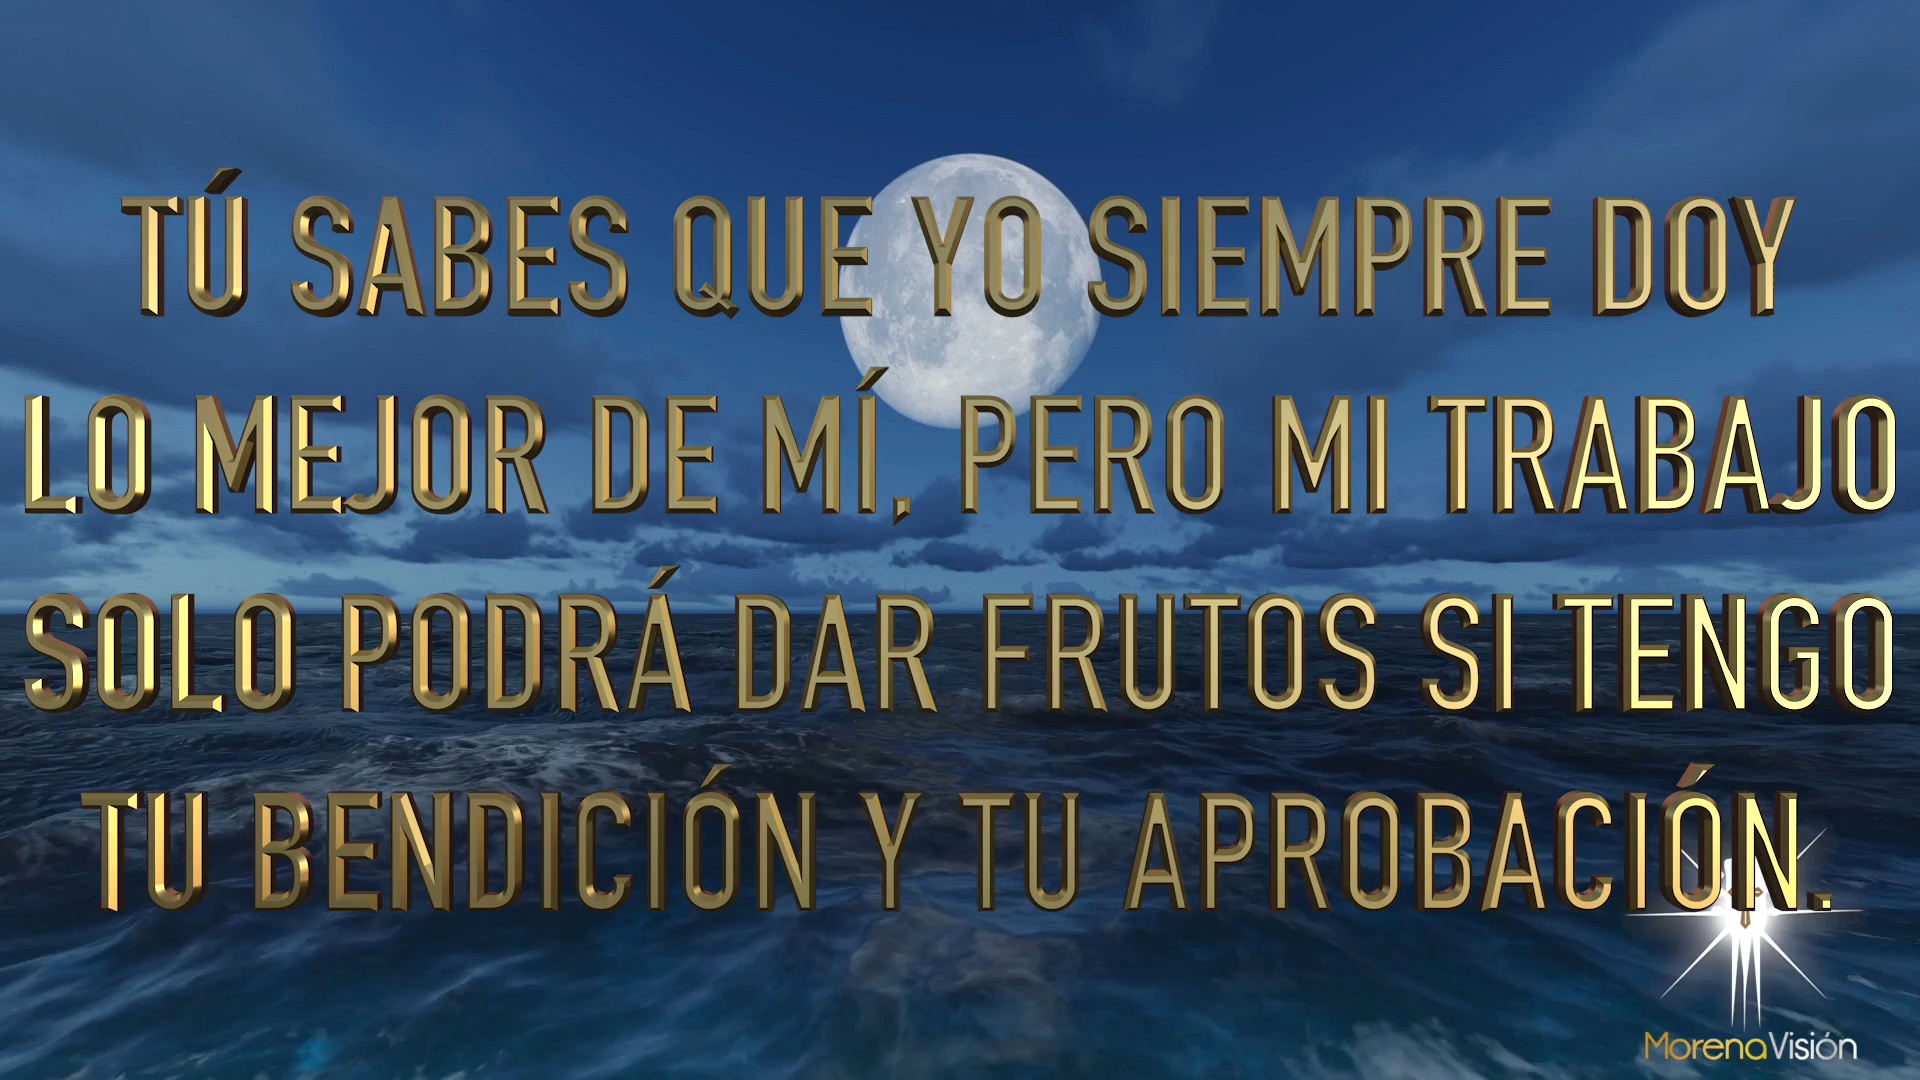 TÚ SABES QUE YO SIEMPRE DOY
LO MEJOR DE MÍ, PERO MI TRABAJO
SOLO PODRÁ DAR FRUTOS SI TENGO
TU BENDICIÓN Y TU APROBACIÓN.
MorenaVisión